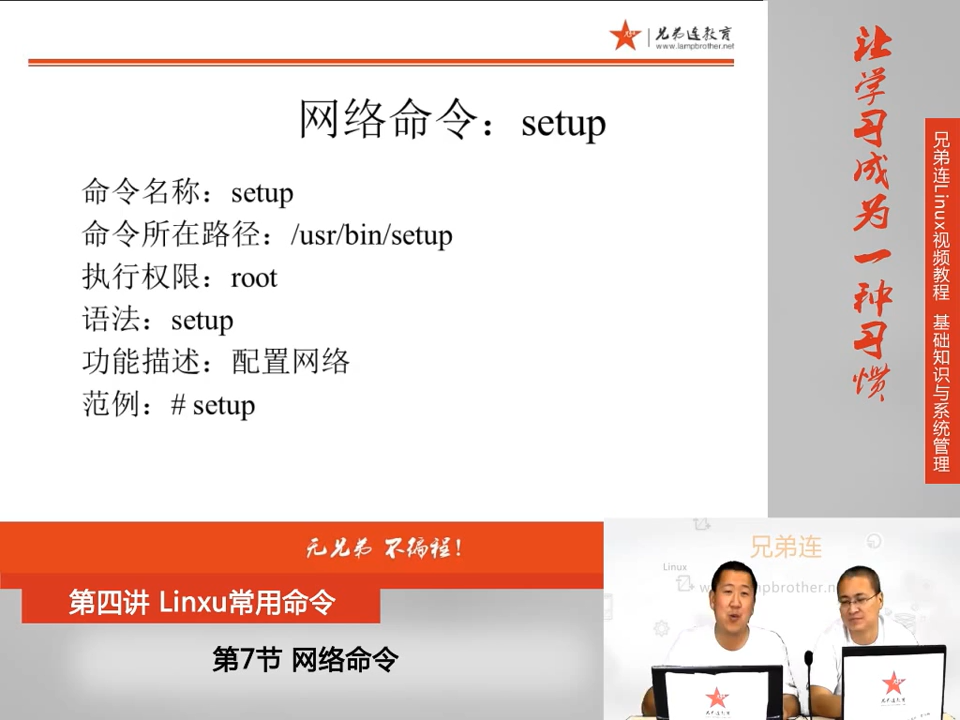 兄弟连教育
www.lampbrother.net
网络命令：setup
命令名称：setup
命令所在路径：/usr/bin/setup
执行权限：root
语法：setup
功能描述：配置网络
范例：# setup
让学习成为一种习惯
兄弟连Linux视频教程 基础知识与系统管理
无兄弟 不编程！
第四讲 Linxu常用命令
第7节 网络命令
兄弟连
Linux